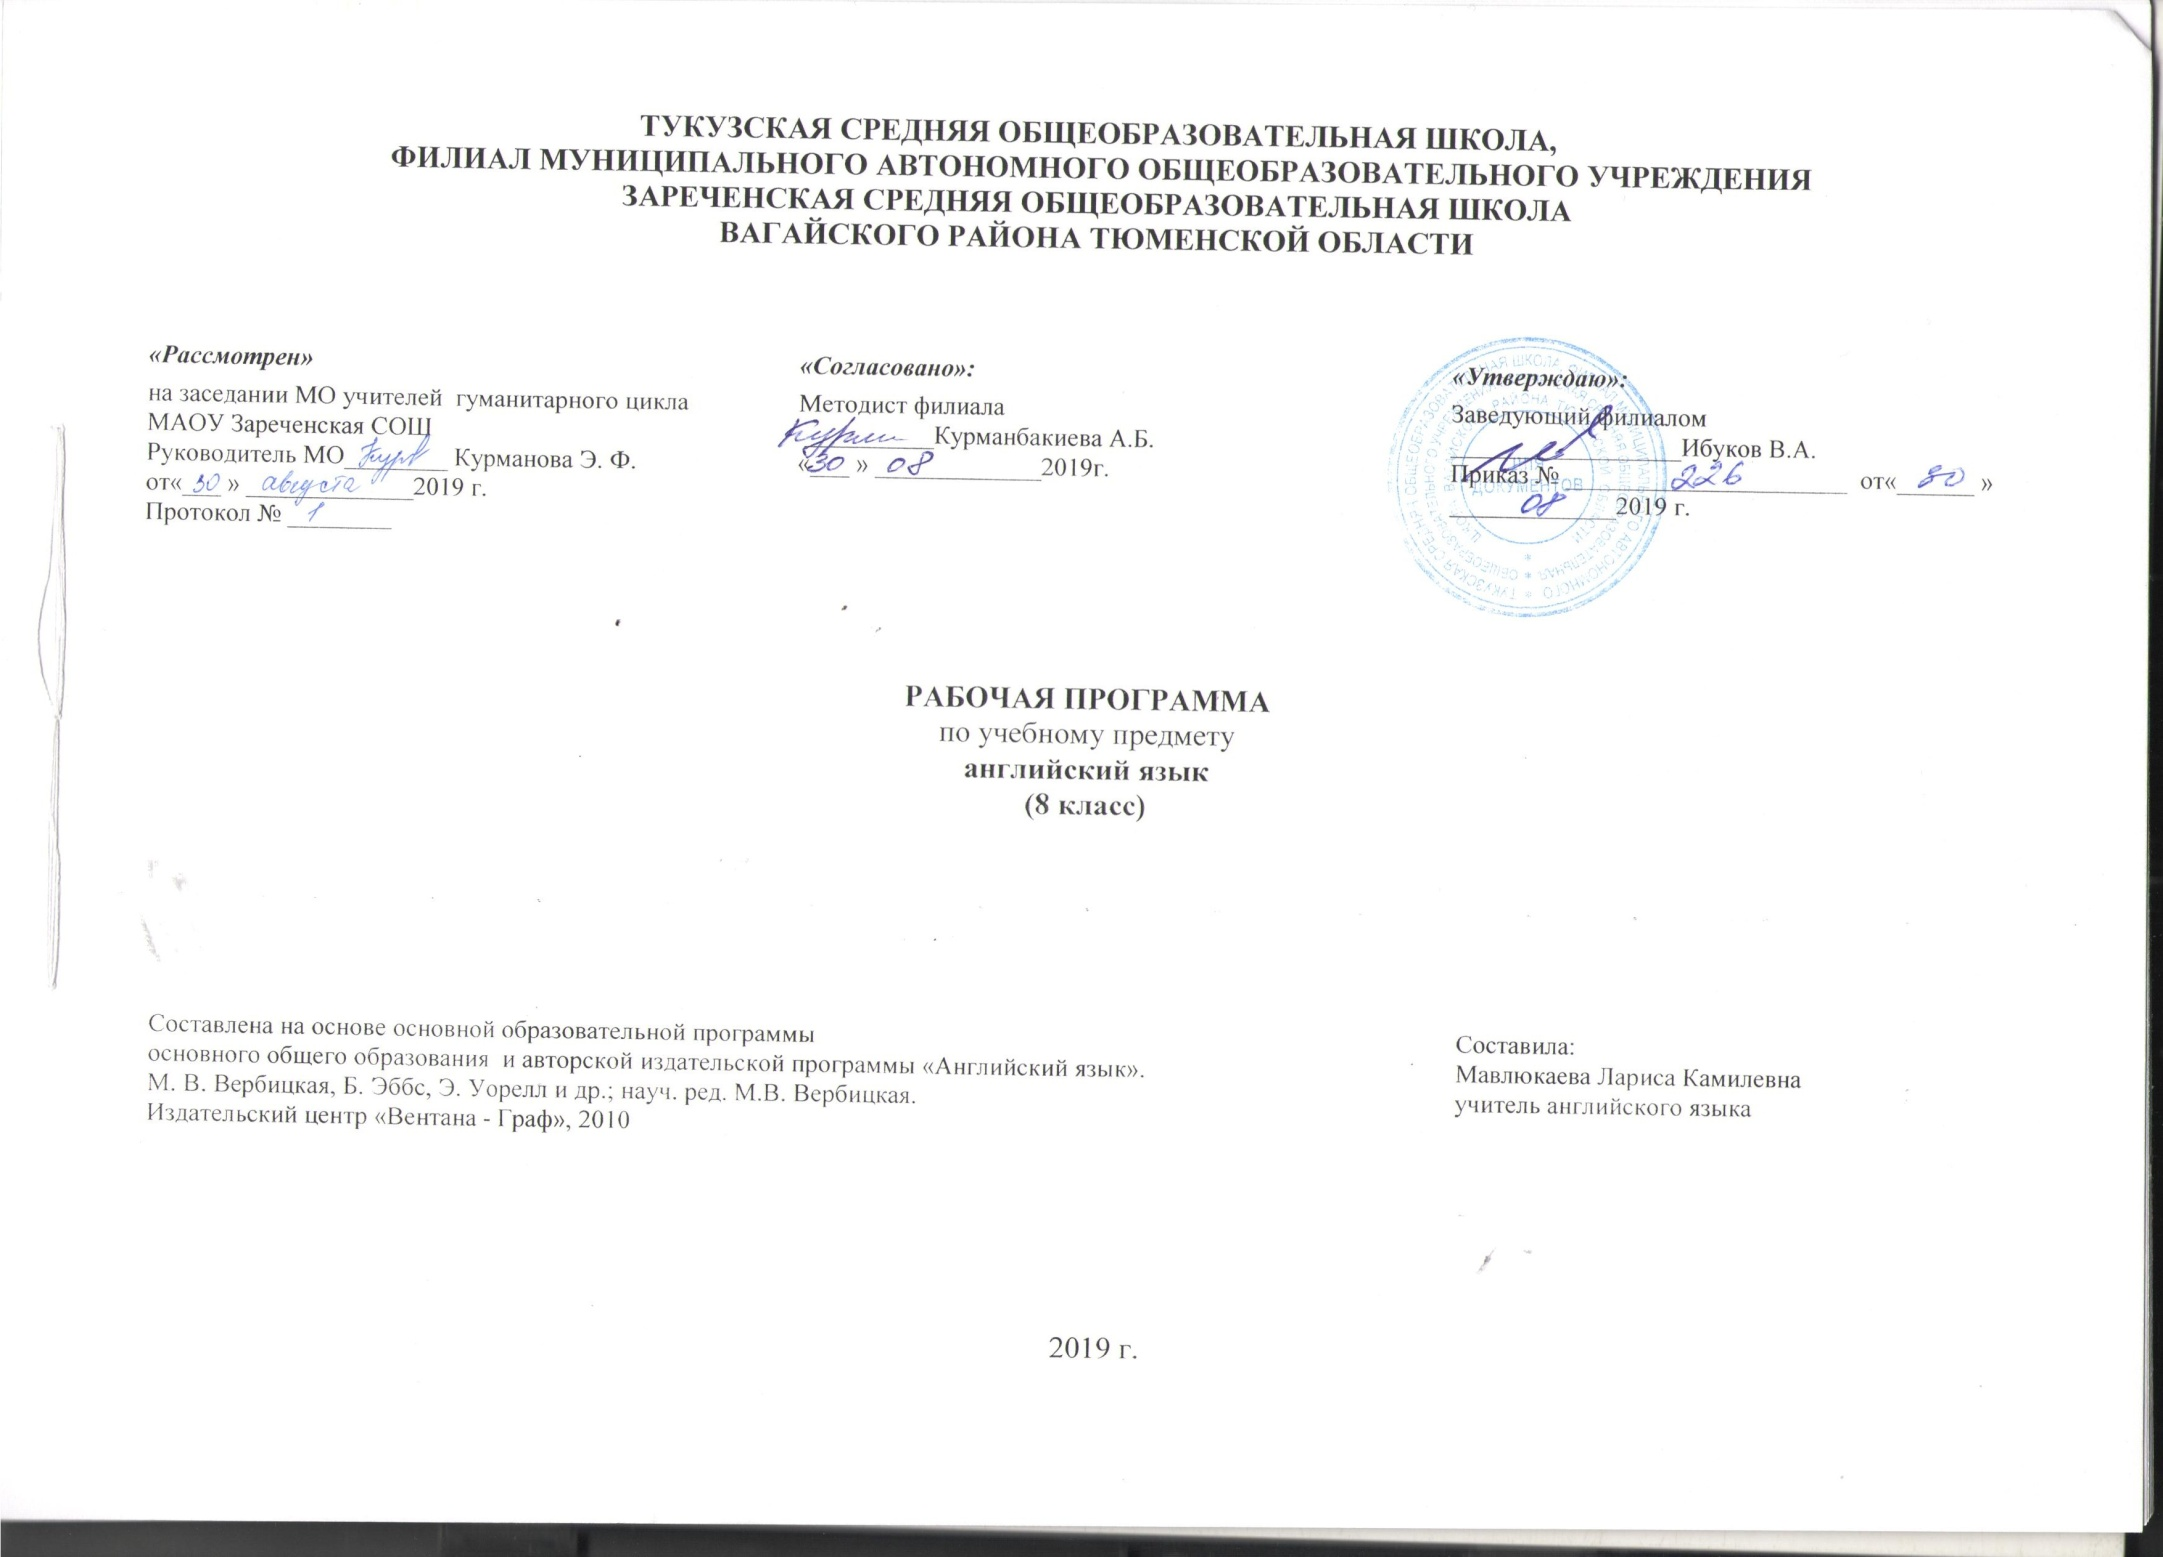 ТУКУЗСКАЯ СРЕДНЯЯ ОБЩЕОБРАЗОВАТЕЛЬНАЯ ШКОЛА,
ФИЛИАЛ МУНИЦИПАЛЬНОГО АВТОНОМНОГО ОБЩЕОБРАЗОВАТЕЛЬНОГО УЧРЕЖДЕНИЯ
ЗАРЕЧЕНСКАЯ СРЕДНЯЯ ОБЩЕОБРАЗОВАТЕЛЬНАЯ ШКОЛА
ВАГАЙСКОГО РАЙОНА ТЮМЕНСКОЙ ОБЛАСТИ
«Рассмотрен»
на заседании МО учителей гуманитарного цикла
МАОУ Зареченская СОШ
Руководитель МО________ Курманова Э. Ф.
от« 30 » августа 2019 г.
Протокол № 1
«Согласовано»:
Методист филиала
__________Курманбакиева А.Б.
«30 » 08 2019г.
«Утверждаю»:
Заведующий филиалом
__________________Ибуков В.А.
Приказ № 226 от« 30 »
08 2019 г.
ДОКУМЕНТОВ
РАБОЧАЯ ПРОГРАММА
по учебному предмету
английский язык
(8 класс)
Составлена на основе основной образовательной программы
основного общего образования и авторской издательской программы «Английский язык».
М. В. Вербицкая, Б. Эббс, Э. Уорелл и др.; науч. ред. М.В. Вербицкая.
Издательский центр «Вентана - Граф», 2010
Составила:
Мавлюкаева Лариса Камилевна
учитель английского языка
2019 г.